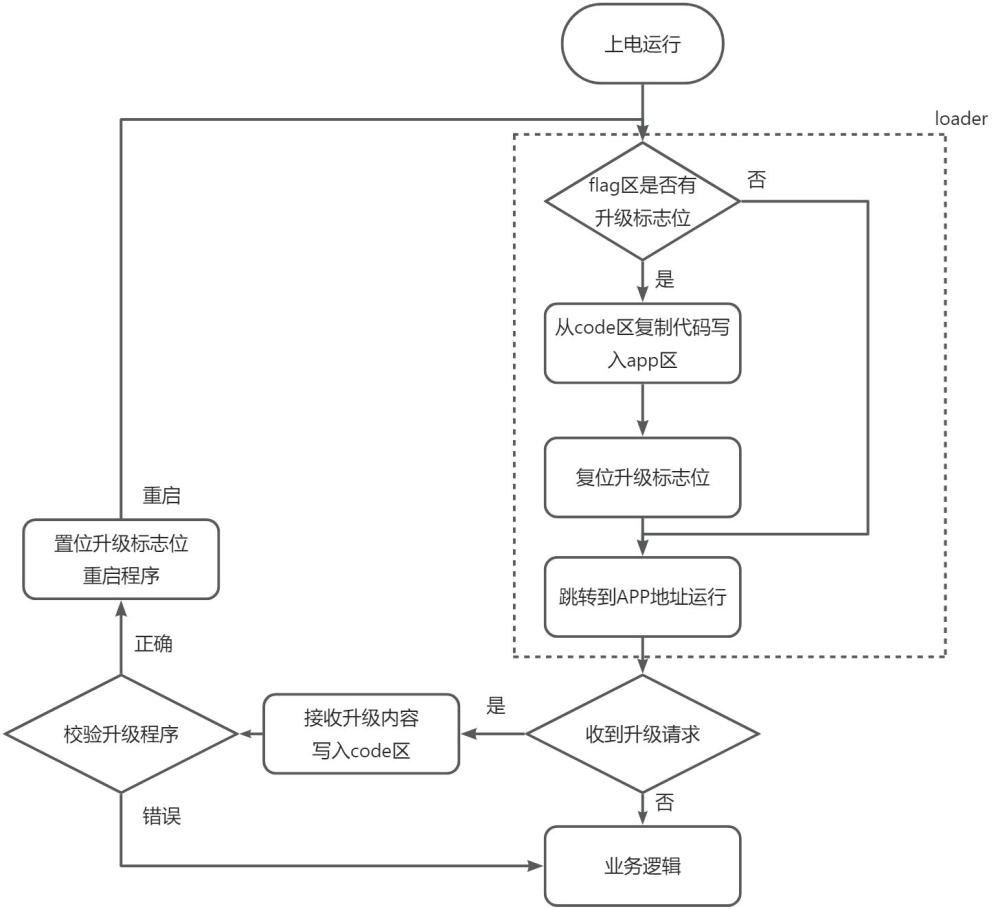 上电运行
loader
flag区是否有
升级标志位
否
是
从code区复制代码写
入app区
复位升级标志位
重启
置位升级标志位
重启程序
跳转到APP地址运行
正确
校验升级程序
接收升级内容
写入code区
是
收到升级请求
错误
否
业务逻辑